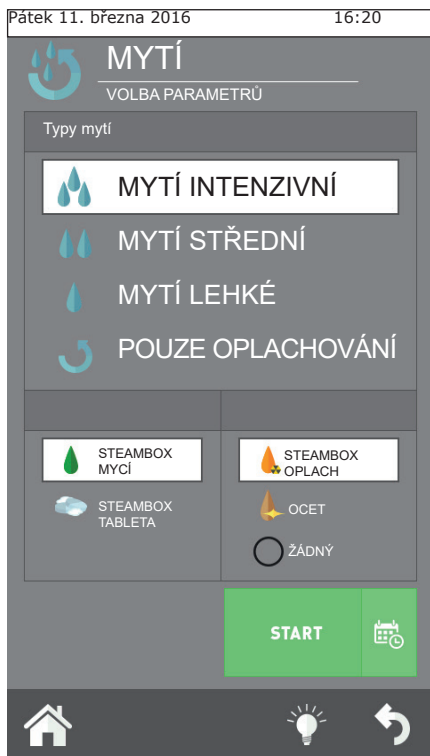 Pátek 11. března 2016 16:20
MYTÍ
VOLBA PARAMETRŮ
Typy mytí
MYTÍ INTENZIVNÍ
MYTÍ STŘEDNÍ
MYTÍ LEHKÉ
POUZE OPLACHOVÁNÍ
STEAMBOX
MYCÍ
STEAMBOX
TABLETA
STEAMBOX
OPLACH
OCET
ŽÁDNÝ
START